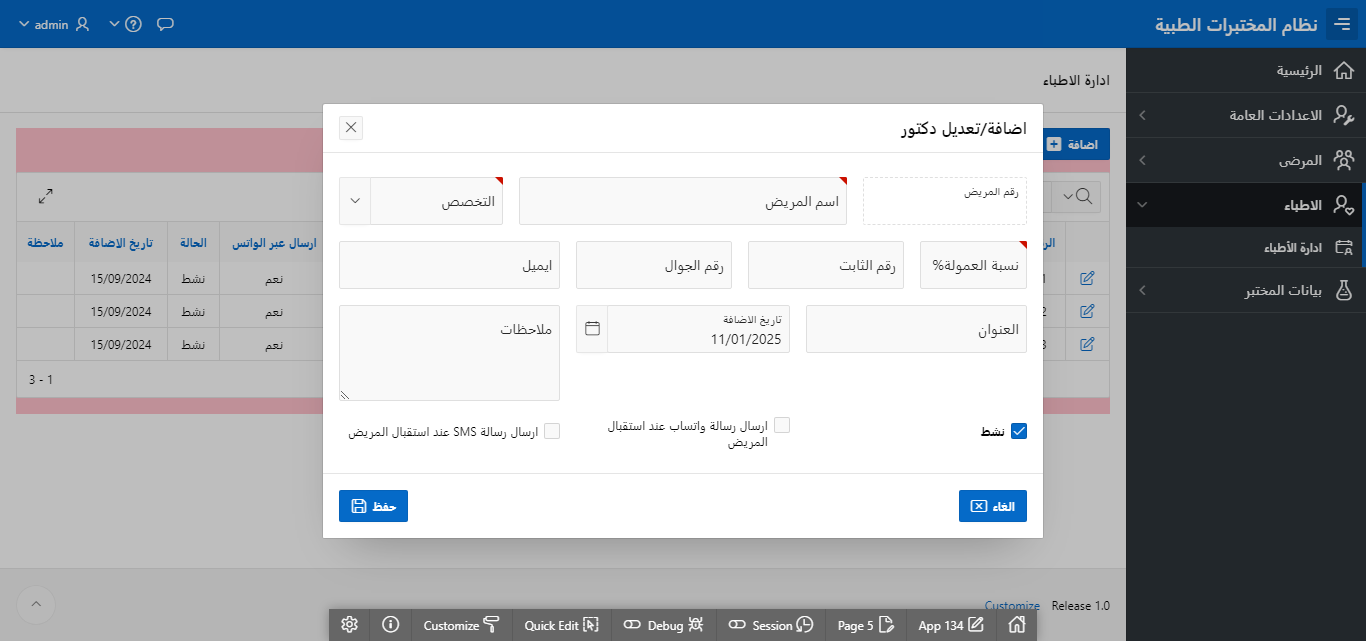 نظام المختبرات الطبية
admin
الرئيسية
الاعدادات العامة
المرضى
الاطباء
ادارة الأطباء
بيانات المختبر
ادارة الاطباء
اضافة
ارسال عبر الواتس
الحالة
تاريخ الاضافة
ملاحظة
1
نعم
نشط
15/09/2024
2
نعم
نشط
15/09/2024
3
نعم
نشط
15/09/2024
1 - 3
اضافة/تعديل دكتور
رقم المريض
اسم المريض
التخصص
نسبة العمولة%
رقم الثابت
رقم الجوال
ايميل
العنوان
تاريخ الاضافة
11/01/2025
ملاحظات
نشط
ارسال رسالة واتساب عند استقبال
المريض
ارسال رسالة SMS عند استقبال المريض
الغاء
حفظ
Release 1.0
Customize
App 134
Page 5
Session
Debug
Quick Edit
Customize